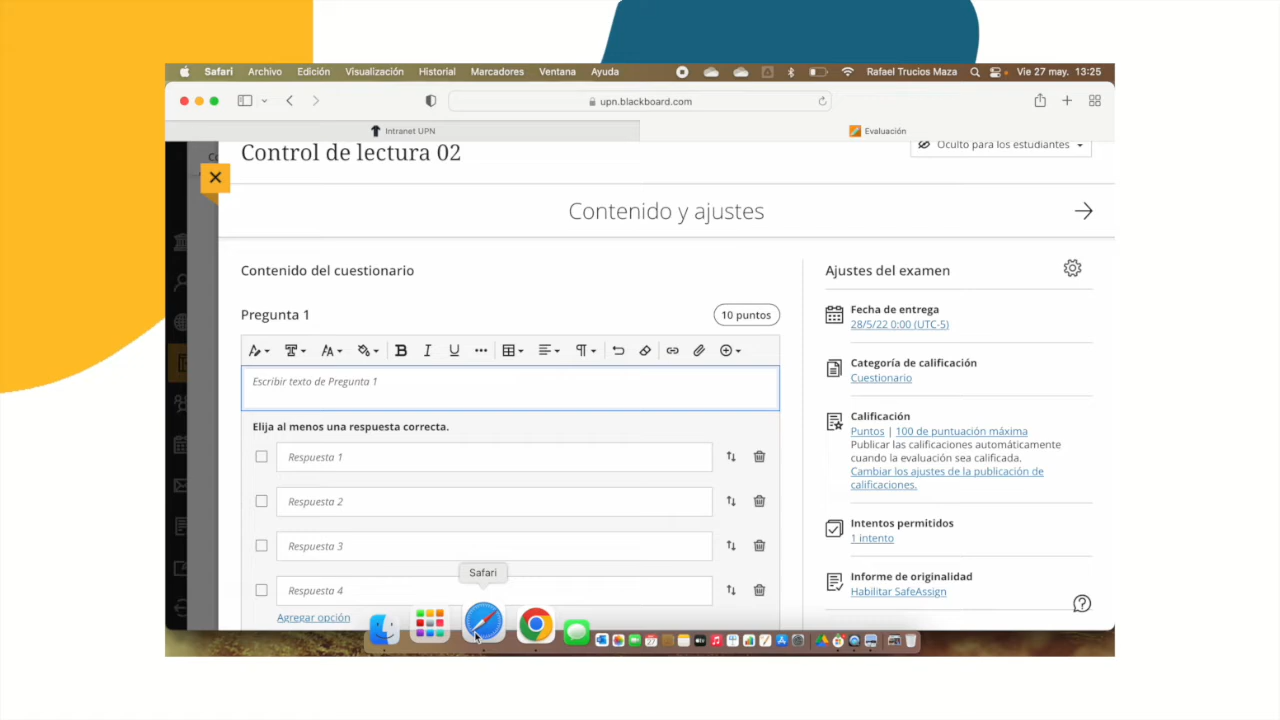 Safari Archivo Edición Visualización Historial Marcadores Ventana Ayuda Rafael Trucios Maza Vie 27 may. 13:25
upn.blackboard.com
Intranet UPN Evaluación
Control de lectura 02 Oculto para los estudiantes
Contenido y ajustes
Contenido del cuestionario
Pregunta 1 10 puntos
Escribir texto de Pregunta 1
Elija al menos una respuesta correcta.
Respuesta 1
Respuesta 2
Respuesta 3
Respuesta 4
Agregar opción
Safari
Ajustes del examen
Fecha de entrega
28/5/22 0:00 (UTC-5)
Categoría de calificación
Cuestionario
Calificación
Puntos | 100 de puntuación máxima
Publicar las calificaciones automáticamente
cuando la evaluación sea calificada.
Cambiar los ajustes de la publicación de
calificaciones.
Intentos permitidos
1 intento
Informe de originalidad
Habilitar SafeAssign